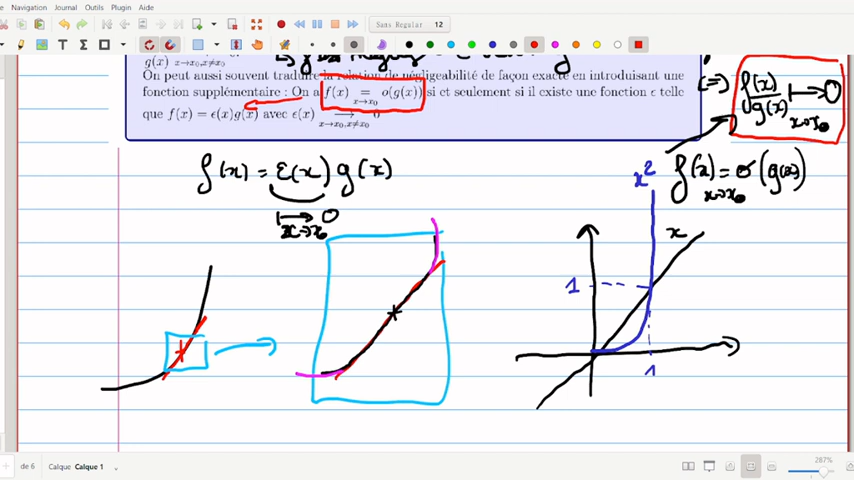 Navigation Journal Outils Plugin Aide
Sans Regular 12
g(x) x→x₀,x≠x₀
On peut aussi souvent traduire la relation de négligeabilité de façon exacte en introduisant une
fonction supplémentaire : On a f(x) = o(g(x)) si et seulement si il existe une fonction ϵ telle
x→x₀
que f(x) = ϵ(x)g(x) avec ϵ(x) → 0
x→x₀,x≠x₀
(=) f(x)/g(x) ↦ 0
x→x₀
f(x) = ε(x) g(x)
↦ 0
x→x₀
f(x) = o(g(x))
x→x₀
x²
x
1
1
de 6 Calque Calque 1 287%